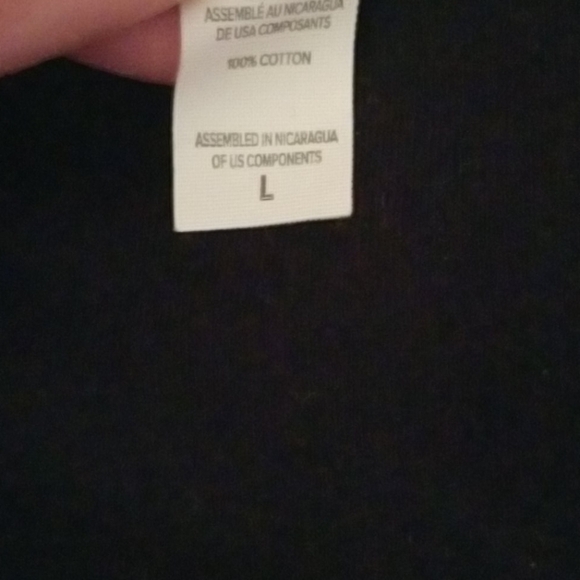 ASSEMBLÉ AU NICARAGUA
DE USA COMPOSANTS
100% COTTON
ASSEMBLED IN NICARAGUA
OF US COMPONENTS
L